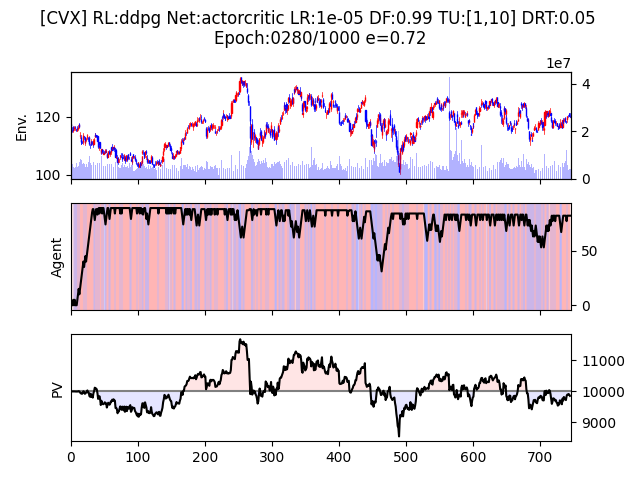 [CVX] RL:ddpg Net:actorcritic LR:1e-05 DF:0.99 TU:[1,10] DRT:0.05
Epoch:0280/1000 e=0.72
1e7
Env.
120
100
4
2
0
Agent
50
0
PV
11000
10000
9000
0 100 200 300 400 500 600 700